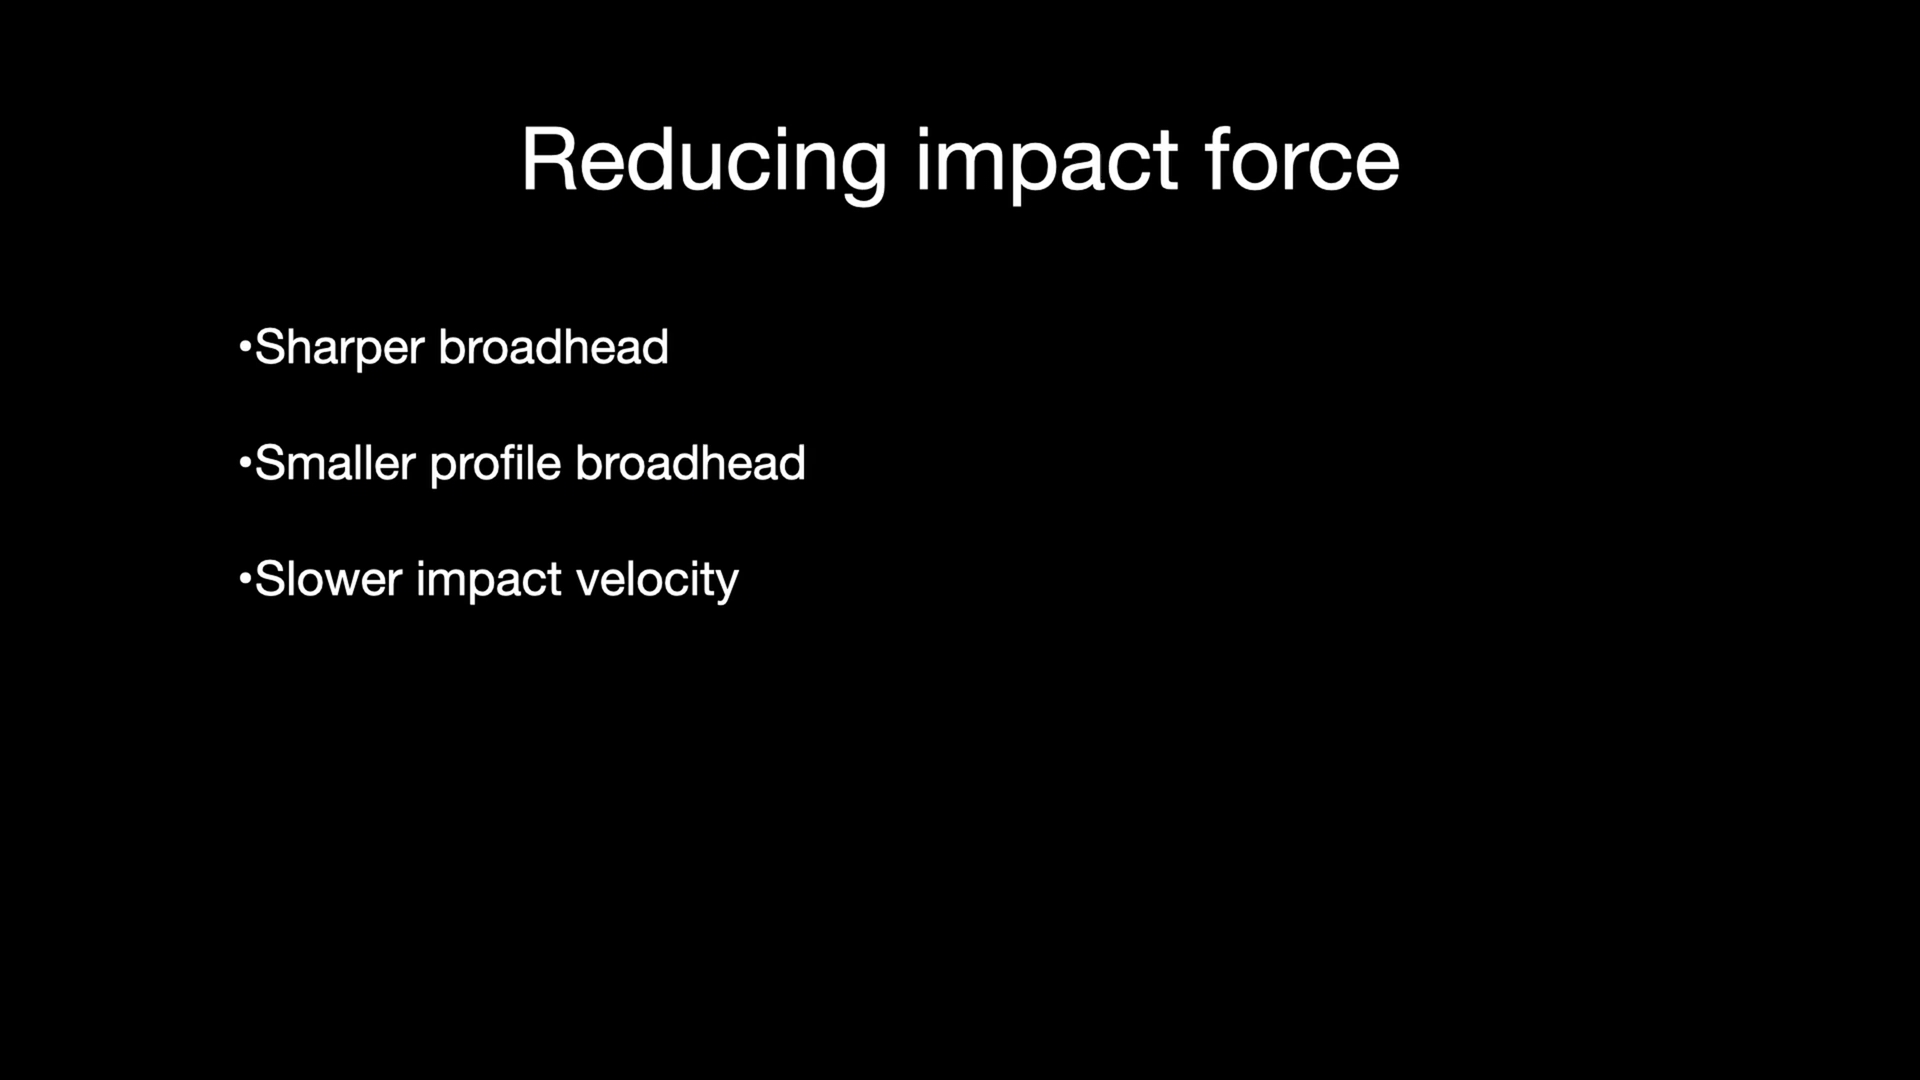 Reducing impact force
•Sharper broadhead
•Smaller profile broadhead
•Slower impact velocity